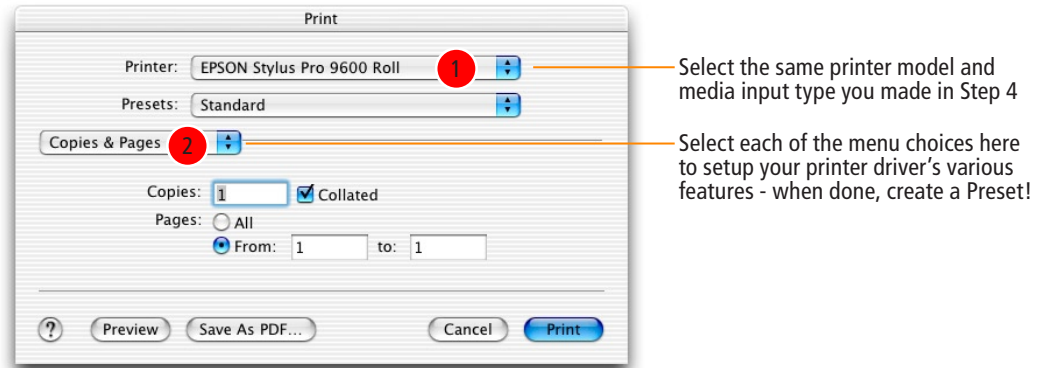 Print
Printer: EPSON Stylus Pro 9600 Roll 1
Select the same printer model and
media input type you made in Step 4
Presets: Standard
Copies & Pages 2
Select each of the menu choices here
to setup your printer driver's various
features - when done, create a Preset!
Copies: 1 Collated
Pages: All
From: 1 to: 1
? Preview Save As PDF... Cancel Print